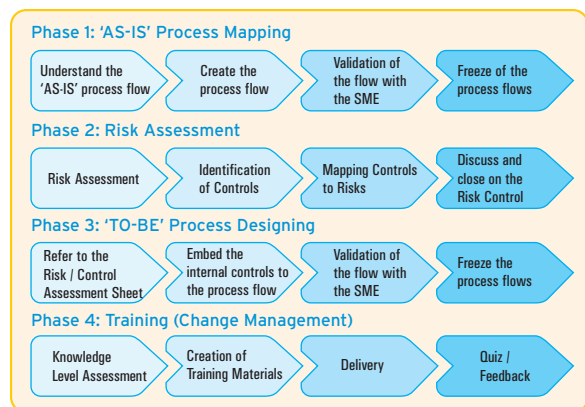 Phase 1: ‘AS-IS’ Process Mapping
Understand the
‘AS-IS’ process flow
Create the
process flow
Validation of
the flow with
the SME
Freeze of the
process flows
Phase 2: Risk Assessment
Risk Assessment
Identification
of Controls
Mapping Controls
to Risks
Discuss and
close on the
Risk Control
Phase 3: ‘TO-BE’ Process Designing
Refer to the
Risk / Control
Assessment Sheet
Embed the
internal controls to
the process flow
Validation of
the flow with
the SME
Freeze the
process flows
Phase 4: Training (Change Management)
Knowledge
Level Assessment
Creation of
Training Materials
Delivery
Quiz /
Feedback